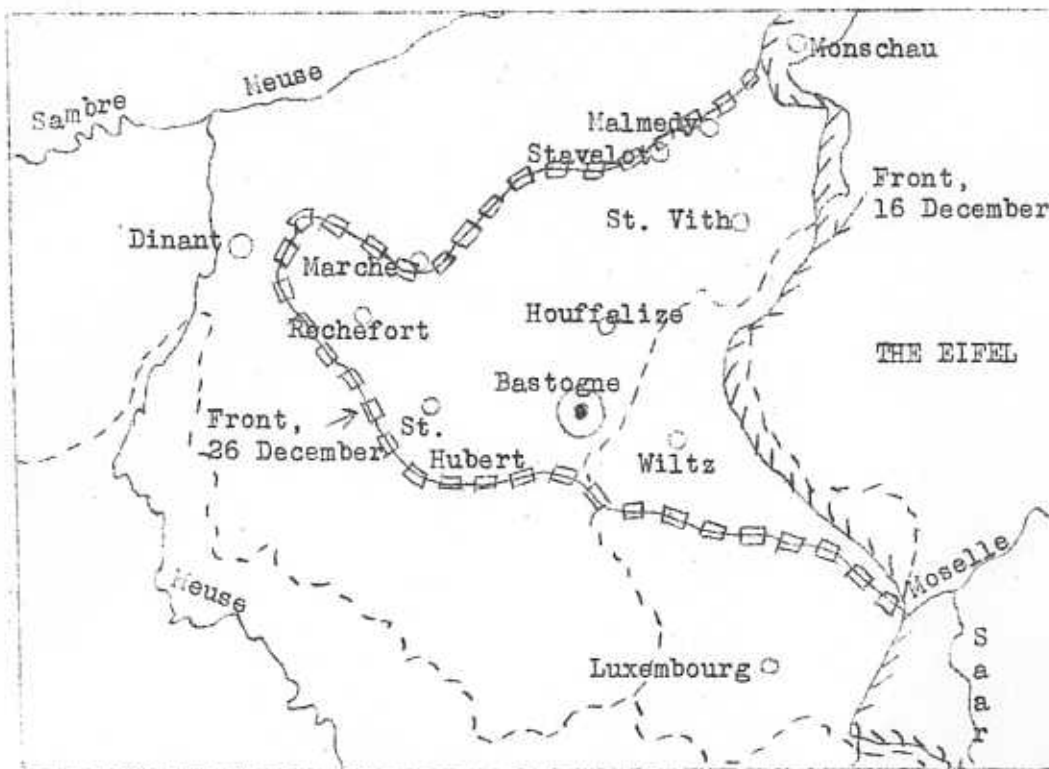 Monschau
Meuse
Sambre
Malmedy
Stavelot
Front,
16 December
St. Vith
Dinant
Marche
Rochefort
Houffalize
THE EIFEL
Bastogne
Front,
26 December
St.
Hubert
Wiltz
Moselle
Meuse
Saar
Luxembourg